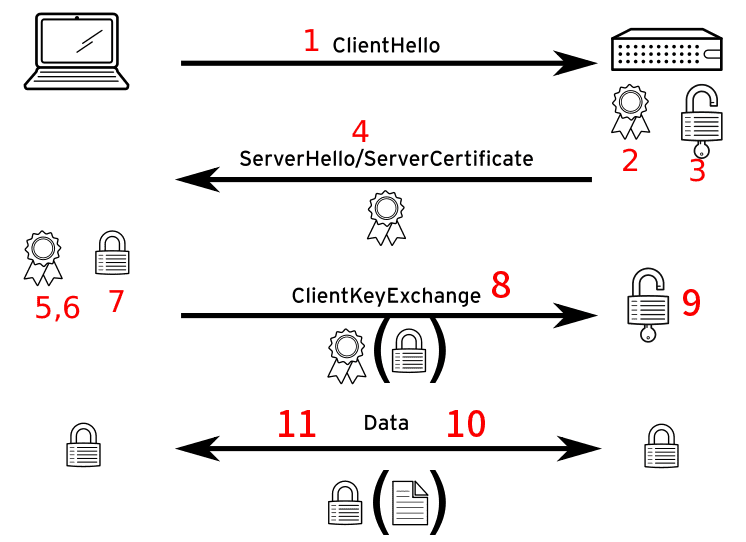 1 ClientHello
4
ServerHello/ServerCertificate
2
3
5,6
7
ClientKeyExchange 8
9
11 Data 10